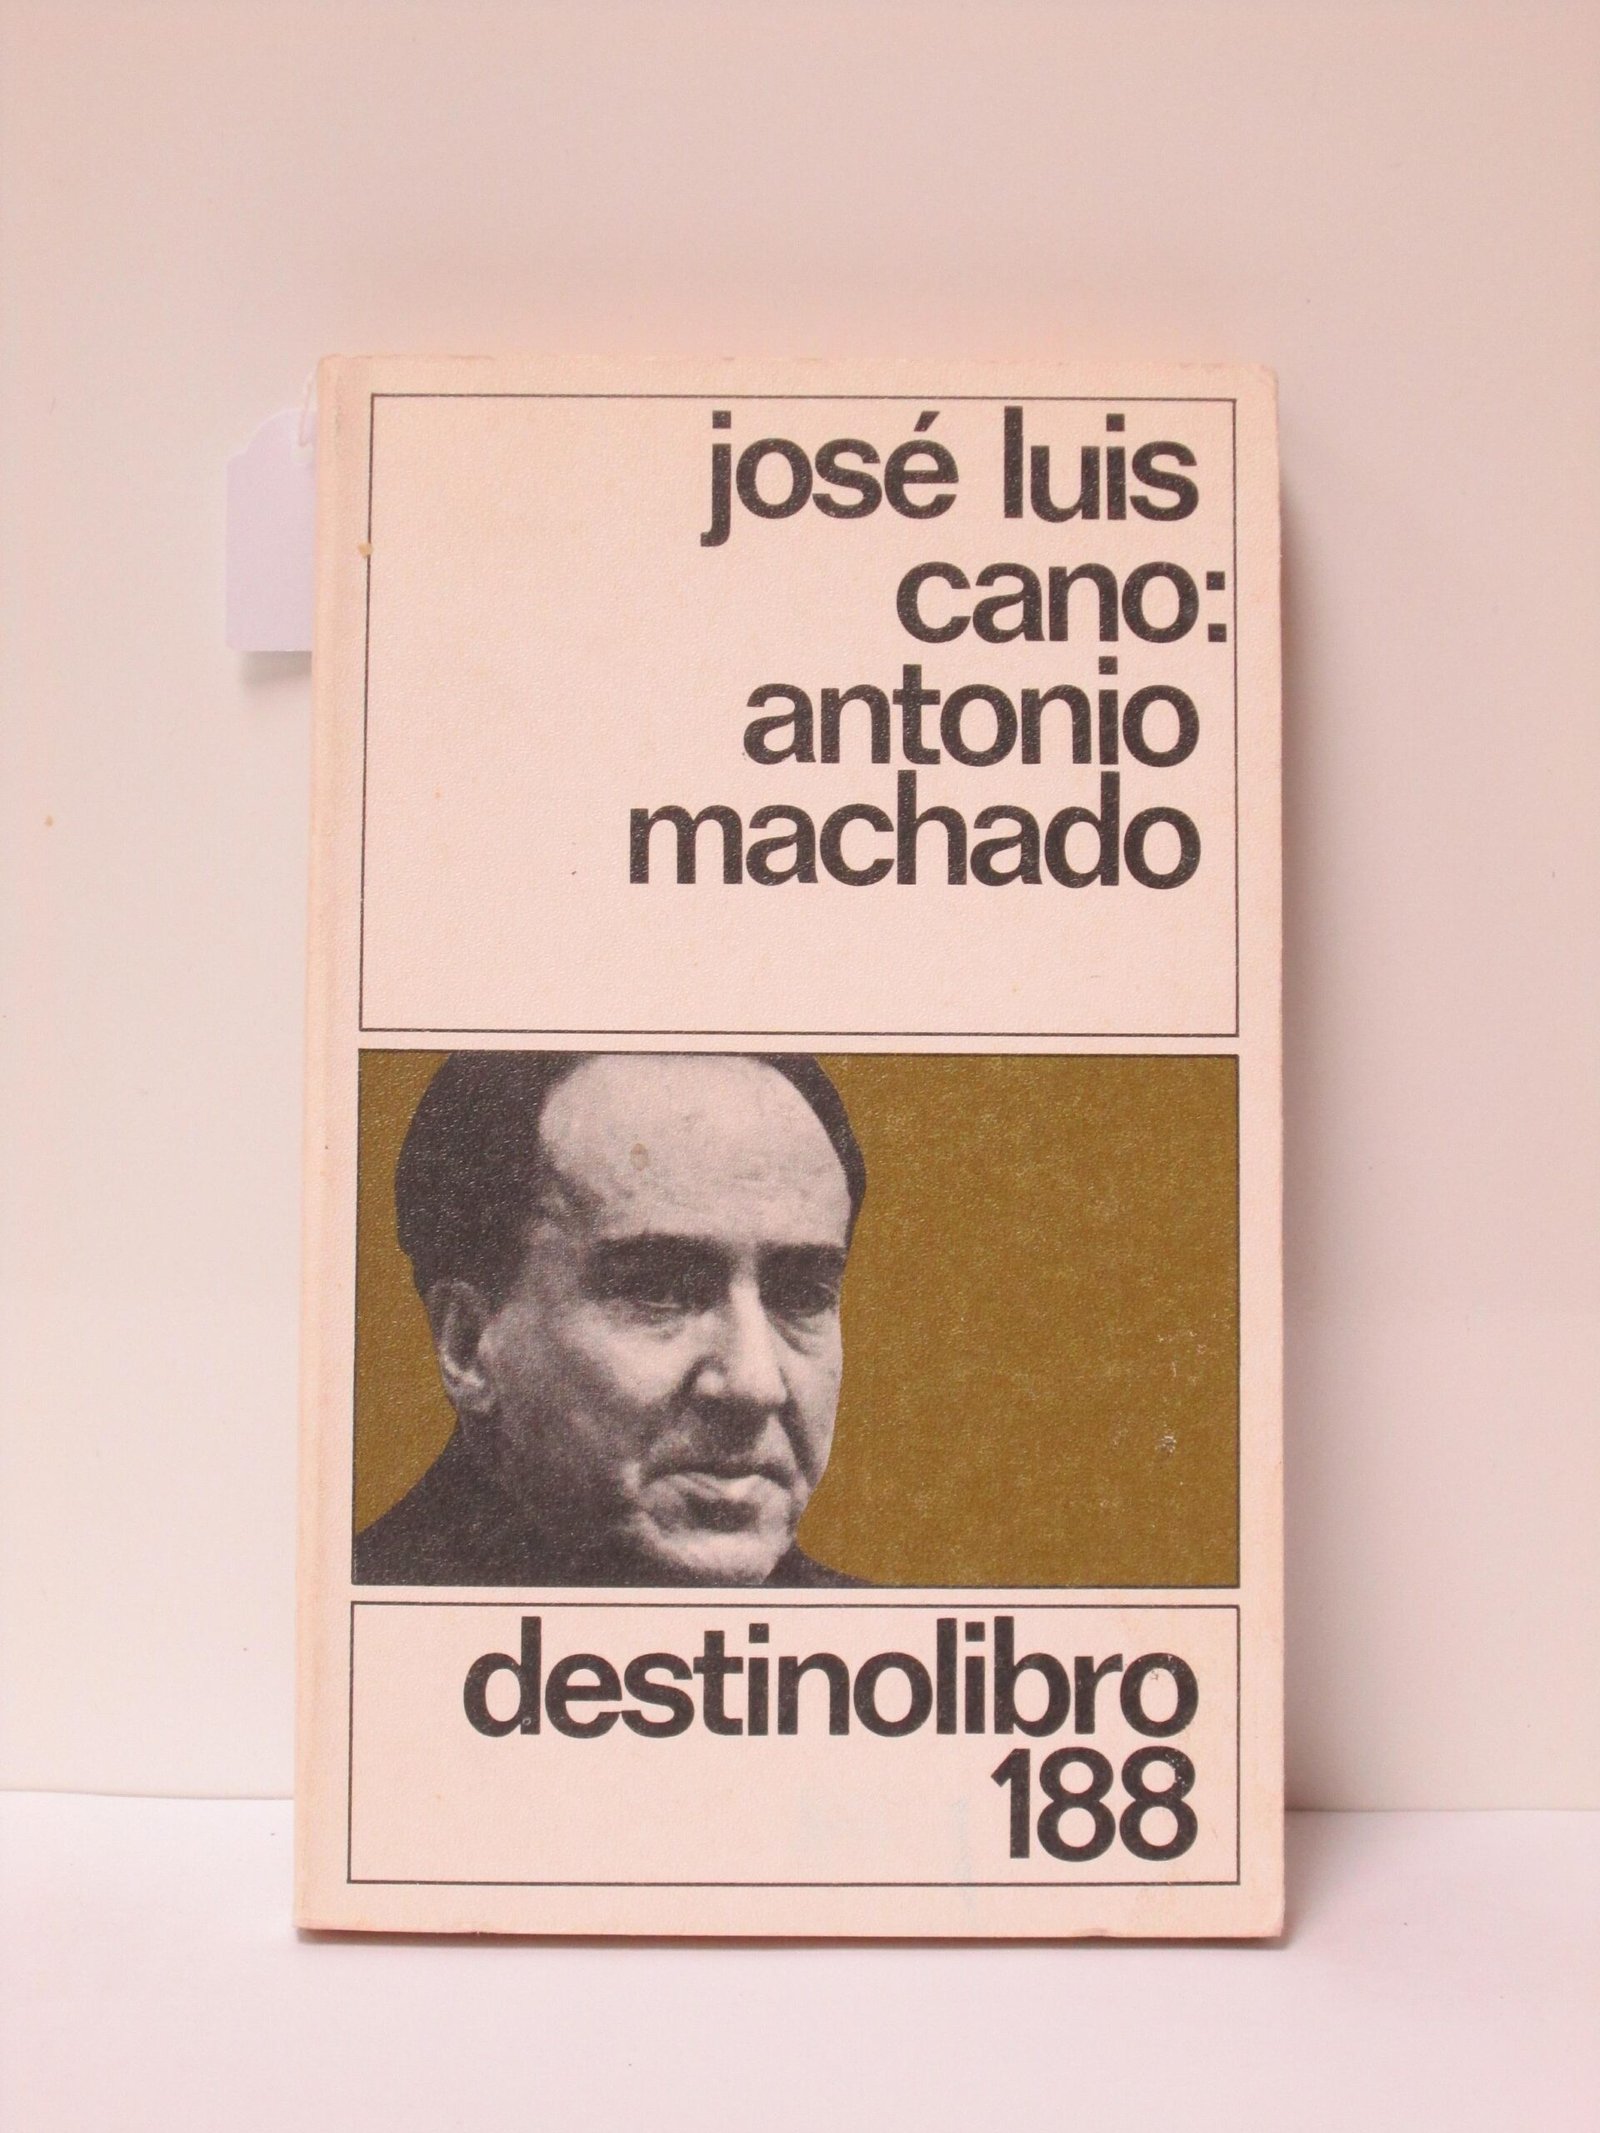 josé luis
cano:
antonio
machado
destinolibro
188